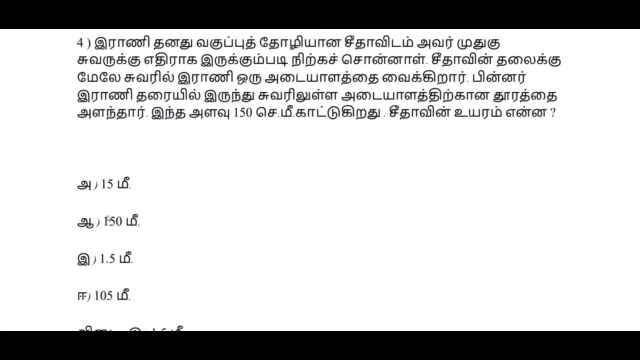 4 ) இராணி தனது வகுப்புத் தோழியான சீதாவிடம் அவர் முதுகு
சுவருக்கு எதிராக இருக்கும்படி நிற்கச் சொன்னாள். சீதாவின் தலைக்கு
மேலே சுவரில் இராணி ஒரு அடையாளத்தை வைக்கிறார். பின்னர்
இராணி தரையில் இருந்து சுவரிலுள்ள அடையாளத்திற்கான தூரத்தை
அளந்தார். இந்த அளவு 150 செ.மீ.காட்டுகிறது . சீதாவின் உயரம் என்ன ?
அ ) 15 மீ.
ஆ ) 150 மீ.
இ ) 1.5 மீ.
ஈ) 105 மீ.